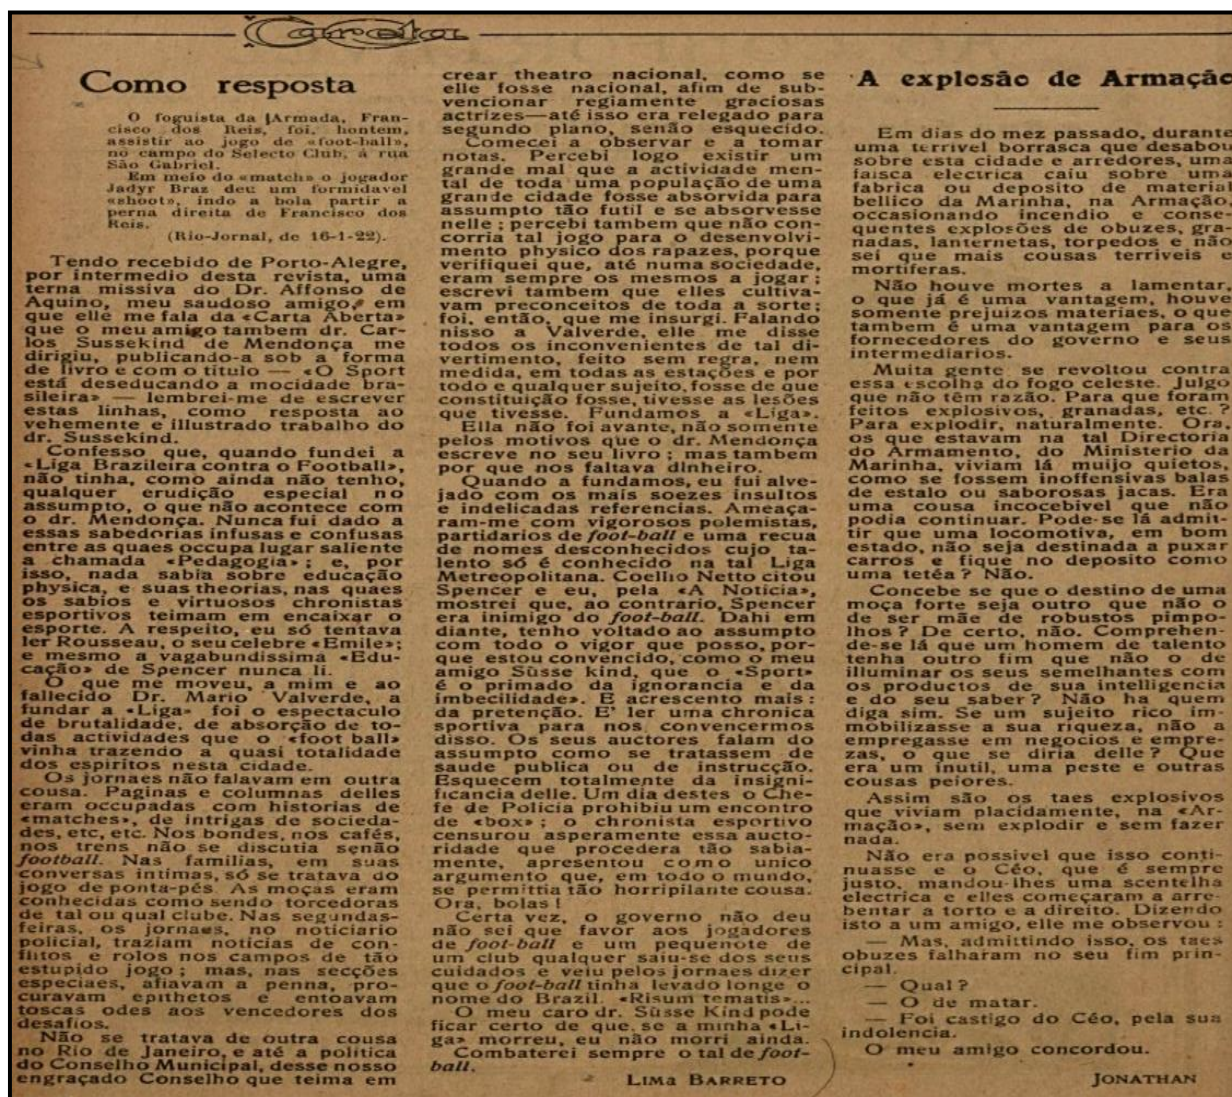 Careta
Como resposta
O foguista da Armada, Fran-
cisco dos Reis, foi, hontem,
assistir ao jogo de «foot-ball»,
no campo do Selecto Club, á rua
São Gabriel.
Em meio do «match» o jogador
Jadyr Braz deu um formidavel
«shoot», indo a bola partir a
perna direita de Francisco dos
Reis.
(Rio-Jornal, de 16-1-22).
Tendo recebido de Porto-Alegre,
por intermedio desta revista, uma
terna missiva do Dr. Affonso de
Aquino, meu saudoso amigo, em
que elle me fala da «Carta Aberta»
que o meu amigo tambem dr. Car-
los Sussekind de Mendonça me
dirigiu, publicando-a sob a forma
de livro e com o titulo — «O Sport
está deseducando a mocidade bra-
sileira» — lembrei-me de escrever
estas linhas, como resposta ao
vehemente e illustrado trabalho do
dr. Sussekind.
Confesso que, quando fundei a
«Liga Brazileira contra o Football»,
não tinha, como ainda não tenho,
qualquer erudição especial no
assumpto, o que não acontece com
o dr. Mendonça. Nunca fui dado a
essas sabedorias infusas e confusas
entre as quaes occupa lugar saliente
a chamada «Pedagogia»; e, por
isso, nada sabia sobre educação
physica, e suas theorias, nas quaes
os sabios e virtuosos chronistas
esportivos teimam em encaixar o
esporte. A respeito, eu só tentava
ler Rousseau, o seu celebre «Emile»;
e mesmo a vagabundissima «Edu-
cação» de Spencer nunca li.
O que me moveu, a mim e ao
fallecido Dr. Mario Valverde, a
fundar a «Liga» foi o espectaculo
de brutalidade, de absorção de to-
das actividades que o «foot ball»
vinha trazendo a quasi totalidade
dos espiritos nesta cidade.
Os jornaes não falavam em outra
cousa. Paginas e columnas delles
eram occupadas com historias de
«matches», de intrigas de socieda-
des, etc, etc. Nos bondes, nos cafés,
nos trens não se discutia senão
football. Nas familias, em suas
conversas intimas, só se tratava do
jogo de ponta-pés. As moças eram
conhecidas como sendo torcedoras
de tal ou qual clube. Nas segundas-
feiras, os jornaes, no noticiario
policial, traziam noticias de con-
flitos e rolos nos campos de tão
estupido jogo; mas, nas secções
especiaes, afiavam a penna, pro-
curavam epithetos e entoavam
toscas odes aos vencedores dos
desafios.
Não se tratava de outra cousa
no Rio de Janeiro, e até a politica
do Conselho Municipal, desse nosso
engraçado Conselho que teima em
crear theatro nacional, como se
elle fosse nacional, afim de sub-
vencionar regiamente graciosas
actrizes—até isso era relegado para
segundo plano, senão esquecido.
Comecei a observar e a tomar
notas. Percebi logo existir um
grande mal que a actividade men-
tal de toda uma população de uma
grande cidade fosse absorvida para
assumpto tão futil e se absorvesse
nelle; percebi tambem que não con-
corria tal jogo para o desenvolvi-
mento physico dos rapazes, porque
verifiquei que, até numa sociedade,
eram sempre os mesmos a jogar;
escrevi tambem que elles cultiva-
vam preconceitos de toda a sorte;
foi, então, que me insurgi. Falando
nisso a Valverde, elle me disse
todos os inconvenientes de tal di-
vertimento, feito sem regra, nem
medida, em todas as estações e por
todo e qualquer sujeito, fosse de que
constituição fosse, tivesse as lesões
que tivesse. Fundamos a «Liga».
Ella não foi avante, não somente
pelos motivos que o dr. Mendonça
escreve no seu livro; mas tambem
por que nos faltava dinheiro.
Quando a fundamos, eu fui alve-
jado com os mais soezes insultos
e indelicadas referencias. Ameaça-
ram-me com vigorosos polemistas,
partidarios de foot-ball e uma recua
de nomes desconhecidos cujo ta-
lento só é conhecido na tal Liga
Metreopolitana. Coelho Netto citou
Spencer e eu, pela «A Noticia»,
mostrei que, ao contrario, Spencer
era inimigo do foot-ball. Dahi em
diante, tenho voltado ao assumpto
com todo o vigor que posso, por-
que estou convencido, como o meu
amigo Süsse kind, que o «Sport»
é o primado da ignorancia e da
imbecilidade». E acrescento mais:
da pretenção. E' ler uma chronica
sportiva para nos convencermos
disso. Os seus auctores falam do
assumpto como se tratassem de
saude publica ou de instrucção.
Esquecem totalmente da insigni-
ficancia delle. Um dia destes o Che-
fe de Policia prohibiu um encontro
de «box»; o chronista esportivo
censurou asperamente essa aucto-
ridade que procedera tão sabia-
mente, apresentou como unico
argumento que, em todo o mundo,
se permittia tão horripilante cousa.
Ora, bolas!
Certa vez, o governo não deu
não sei que favor aos jogadores
de foot-ball e um pequenote de
um club qualquer saiu-se dos seus
cuidados e veiu pelos jornaes dizer
que o foot-ball tinha levado longe o
nome do Brazil. «Risum tematis»...
O meu caro dr. Süsse Kind pode
ficar certo de que, se a minha «Li-
ga» morreu, eu não morri ainda.
Combaterei sempre o tal de foot-
ball.
LIMA BARRETO
A explosão de Armação
Em dias do mez passado, durante
uma terrivel borrasca que desabou
sobre esta cidade e arredores, uma
faisca electrica caiu sobre uma
fabrica ou deposito de material
bellico da Marinha, na Armação,
occasionando incendio e conse
quentes explosões de obuzes, gra-
nadas, lanternetas, torpedos e não
sei que mais cousas terriveis e
mortiferas.
Não houve mortes a lamentar,
o que já é uma vantagem, houve
somente prejuizos materiaes, o que
tambem é uma vantagem para os
fornecedores do governo e seus
intermediarios.
Muita gente se revoltou contra
essa escolha do fogo celeste. Julgo
que não têm razão. Para que foram
feitos explosivos, granadas, etc.?
Para explodir, naturalmente. Ora,
os que estavam na tal Directoria
do Armamento, do Ministerio da
Marinha, viviam lá muijo quietos,
como se fossem inoffensivas balas
de estalo ou saborosas jacas. Era
uma cousa incocebivel que não
podia continuar. Pode-se lá admit-
tir que uma locomotiva, em bom
estado, não seja destinada a puxar
carros e fique no deposito como
uma tetéa? Não.
Concebe se que o destino de uma
moça forte seja outro que não o
de ser mãe de robustos pimpo-
lhos? De certo, não. Comprehen-
de-se lá que um homem de talento
tenha outro fim que não o de
illuminar os seus semelhantes com
os productos de sua intelligencia
e do seu saber? Não ha quem
diga sim. Se um sujeito rico im-
mobilizasse a sua riqueza, não a
empregasse em negocios e empre-
zas, o que se diria delle? Que
era um inutil, uma peste e outras
cousas peiores.
Assim são os taes explosivos
que viviam placidamente, na «Ar-
mação», sem explodir e sem fazer
nada.
Não era possivel que isso conti-
nuasse e o Céo, que é sempre
justo, mandou-lhes uma scentelha
electrica e elles começaram a arre-
bentar a torto e a direito. Dizendo
isto a um amigo, elle me observou:
— Mas, admittindo isso, os taes
obuzes falharam no seu fim prin-
cipal.
— Qual?
— O de matar.
— Foi castigo do Céo, pela sua
indolencia.
O meu amigo concordou.
JONATHAN